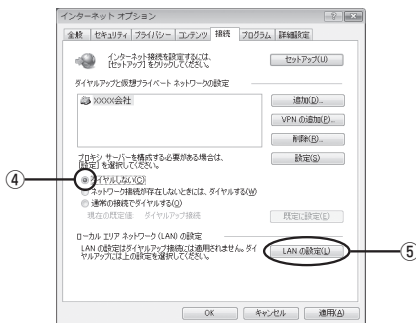 インターネット オプション
全般 セキュリティ プライバシー コンテンツ 接続 プログラム 詳細設定
インターネット接続を設定するには、
[セットアップ] をクリックしてください。
セットアップ(U)
ダイヤルアップと仮想プライベート ネットワークの設定
XXXX会社
追加(D)...
VPN の追加(P)...
削除(R)...
プロキシ サーバーを構成する必要がある場合は、
[設定] を選択してください。
設定(S)
④
ダイヤルしない(C)
ネットワーク接続が存在しないときには、ダイヤルする(W)
通常の接続でダイヤルする(O)
現在の既定値: ダイヤルアップ接続
既定に設定(E)
ローカル エリア ネットワーク (LAN) の設定
LAN の設定はダイヤルアップ接続には適用されません。ダイ
ヤルアップには上の設定を選択してください。
LAN の設定(L)
⑤
OK キャンセル 適用(A)